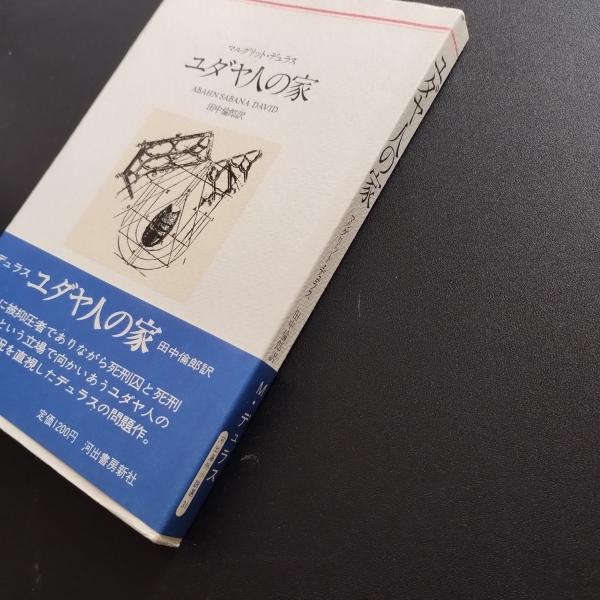 マルグリット・デュラス
ユダヤ人の家
ABAHN SABANA DAVID
田中倫郎訳
デュラス ユダヤ人の家 田中倫郎訳
に被抑圧者でありながら死刑囚と死刑
という立場で向かいあうユダヤ人の
況を直視したデュラスの問題作。
定価1200円 河出書房新社
ユダヤ人の家
マルグリット・デュラス
田中倫郎訳
M・デュラス